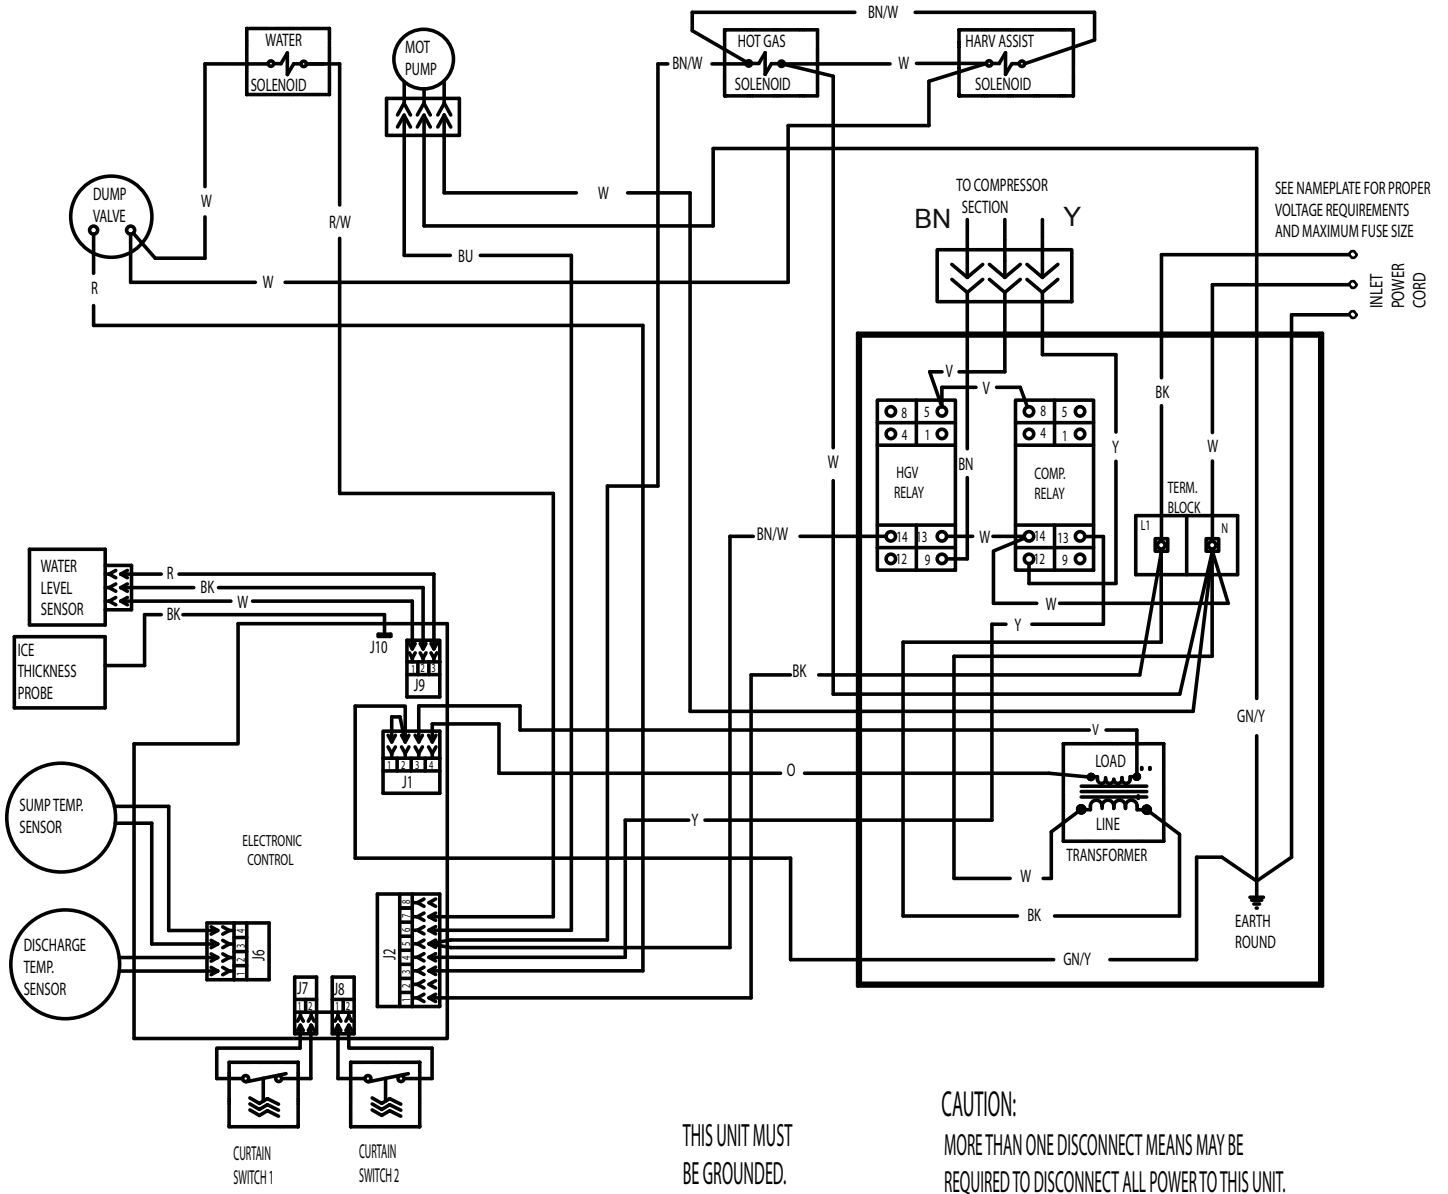 BN/W
WATER
SOLENOID
MOT
PUMP
BN/W
HOT GAS
SOLENOID
W
HARV ASSIST
SOLENOID
DUMP
VALVE
W
R/W
W
TO COMPRESSOR
SECTION
BN
Y
SEE NAMEPLATE FOR PROPER
VOLTAGE REQUIREMENTS
AND MAXIMUM FUSE SIZE
INLET
POWER
CORD
R
W
BU
V
V
BK
8 5
4 1
HGV
RELAY
14 13
12 9
BN
8 5
4 1
COMP.
RELAY
14 13
12 9
Y
W
W
TERM.
BLOCK
L1
N
BN/W
W
WATER
LEVEL
SENSOR
R
BK
W
BK
ICE
THICKNESS
PROBE
J10
1 2 3
J9
W
Y
BK
GN/Y
V
1 2 3 4
J1
O
LOAD
LINE
TRANSFORMER
SUMP TEMP.
SENSOR
ELECTRONIC
CONTROL
Y
W
BK
EARTH
ROUND
GN/Y
DISCHARGE
TEMP.
SENSOR
1 2 3 4
J6
J2
1 2 3 4 5 6 7 8
J7
1 2
J8
1 2
CURTAIN
SWITCH 1
CURTAIN
SWITCH 2
THIS UNIT MUST
BE GROUNDED.
CAUTION:
MORE THAN ONE DISCONNECT MEANS MAY BE
REQUIRED TO DISCONNECT ALL POWER TO THIS UNIT.